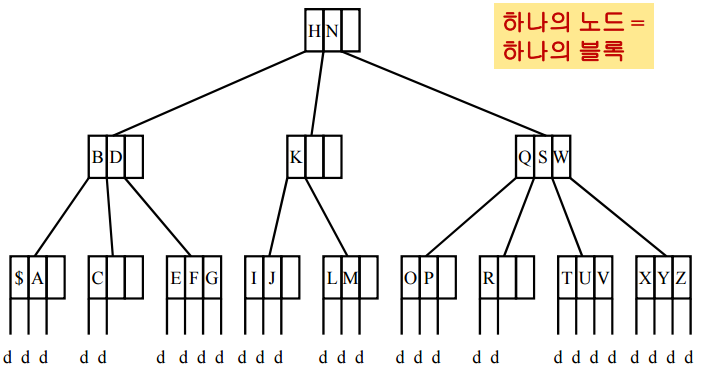 하나의 노드 =
하나의 블록
H N
B D
K
Q S W
$ A
C
E F G
I J
L M
O P
R
T U V
X Y Z
d d d d d d d d d d d d d d d d d d d d d d d d d d d d